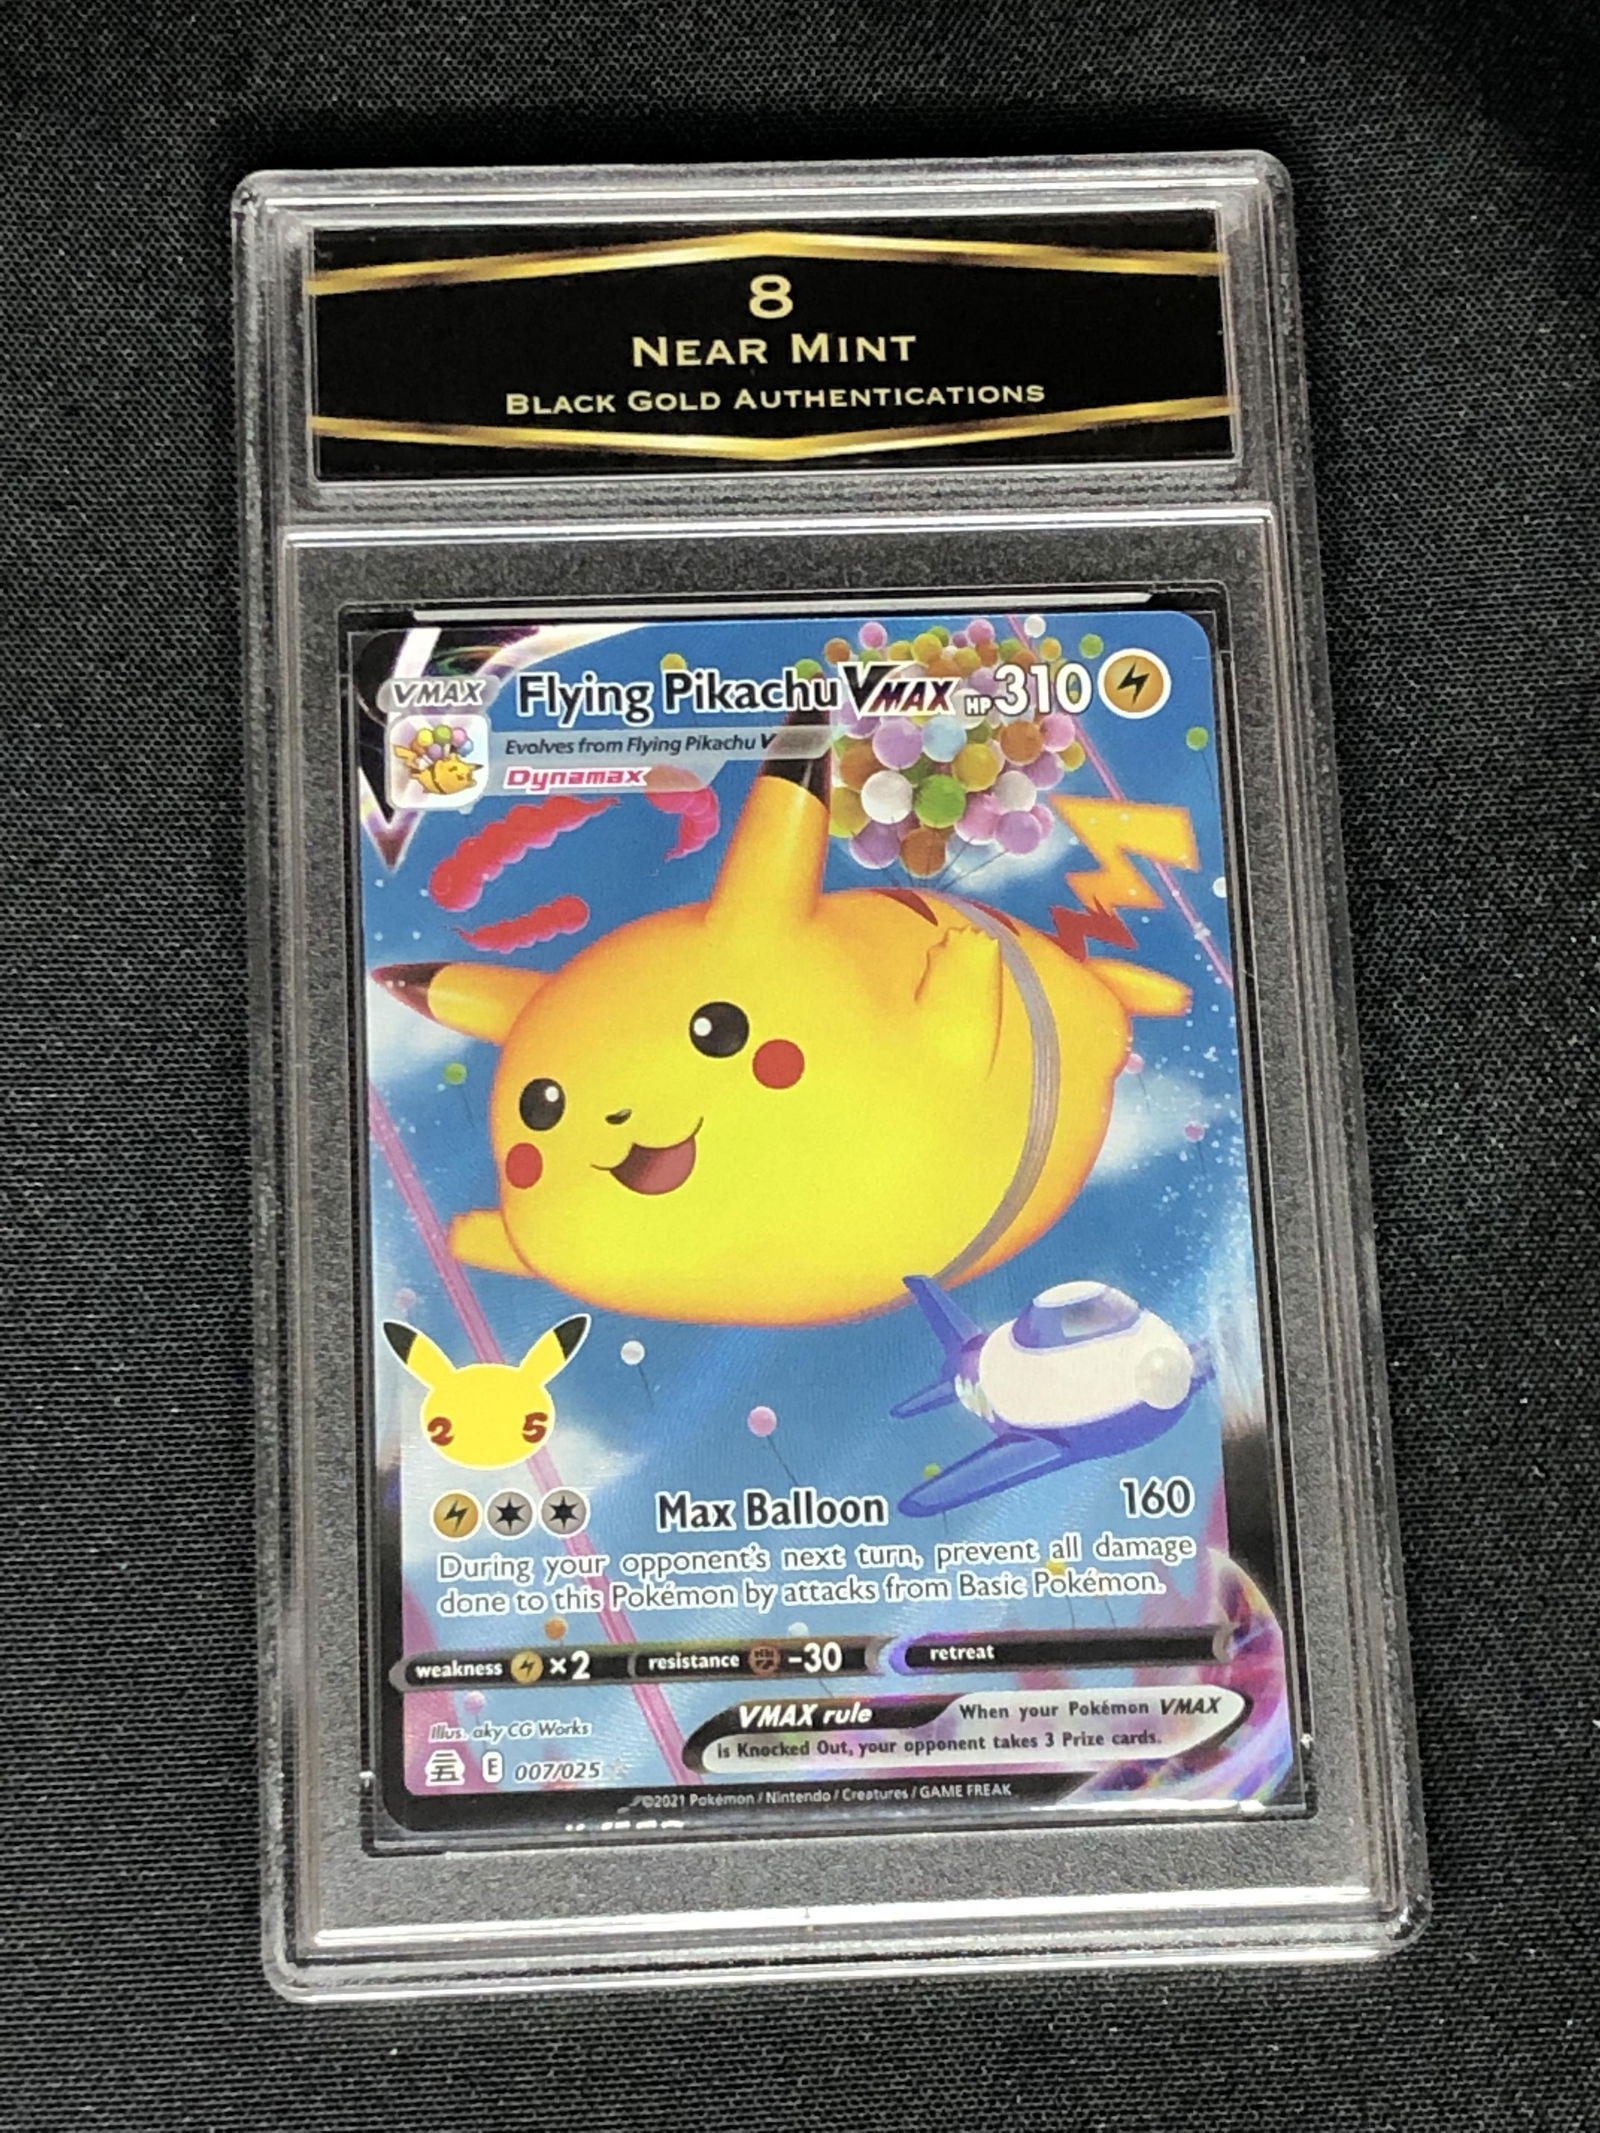 8
NEAR MINT
BLACK GOLD AUTHENTICATIONS
VMAX Flying Pikachu VMAX HP 310
Evolves from Flying Pikachu V
Dynamax
2 5
Max Balloon 160
During your opponent's next turn, prevent all damage
done to this Pokémon by attacks from Basic Pokémon.
weakness ×2 resistance -30 retreat
VMAX rule When your Pokémon VMAX
is Knocked Out, your opponent takes 3 Prize cards.
Illus. aky CG Works
E 007/025
©2021 Pokémon / Nintendo / Creatures / GAME FREAK